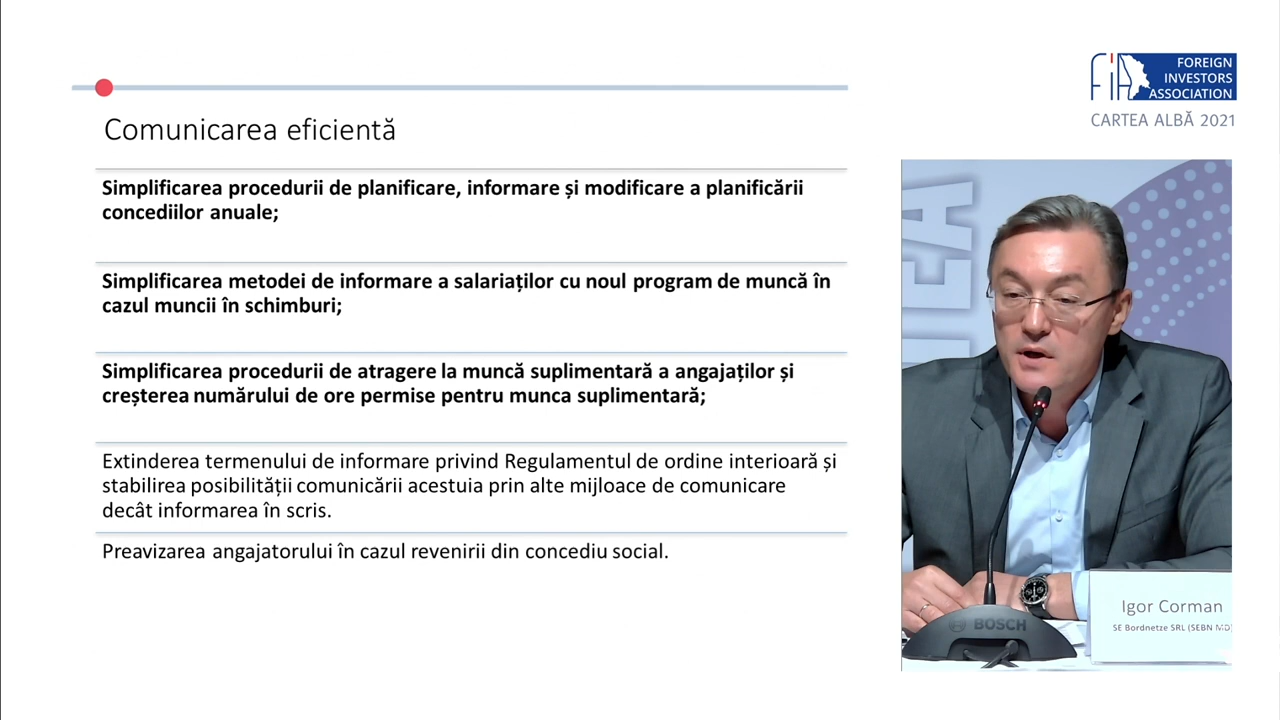 FOREIGN
INVESTORS
ASSOCIATION
CARTEA ALBĂ 2021
Comunicarea eficientă
Simplificarea procedurii de planificare, informare și modificare a planificării
concediilor anuale;
Simplificarea metodei de informare a salariaților cu noul program de muncă în
cazul muncii în schimburi;
Simplificarea procedurii de atragere la muncă suplimentară a angajaților și
creșterea numărului de ore permise pentru munca suplimentară;
Extinderea termenului de informare privind Regulamentul de ordine interioară și
stabilirea posibilității comunicării acestuia prin alte mijloace de comunicare
decât informarea în scris.
Preavizarea angajatorului în cazul revenirii din concediu social.
Igor Corman
SE Bordnetze SRL (SEBN MD)
BOSCH